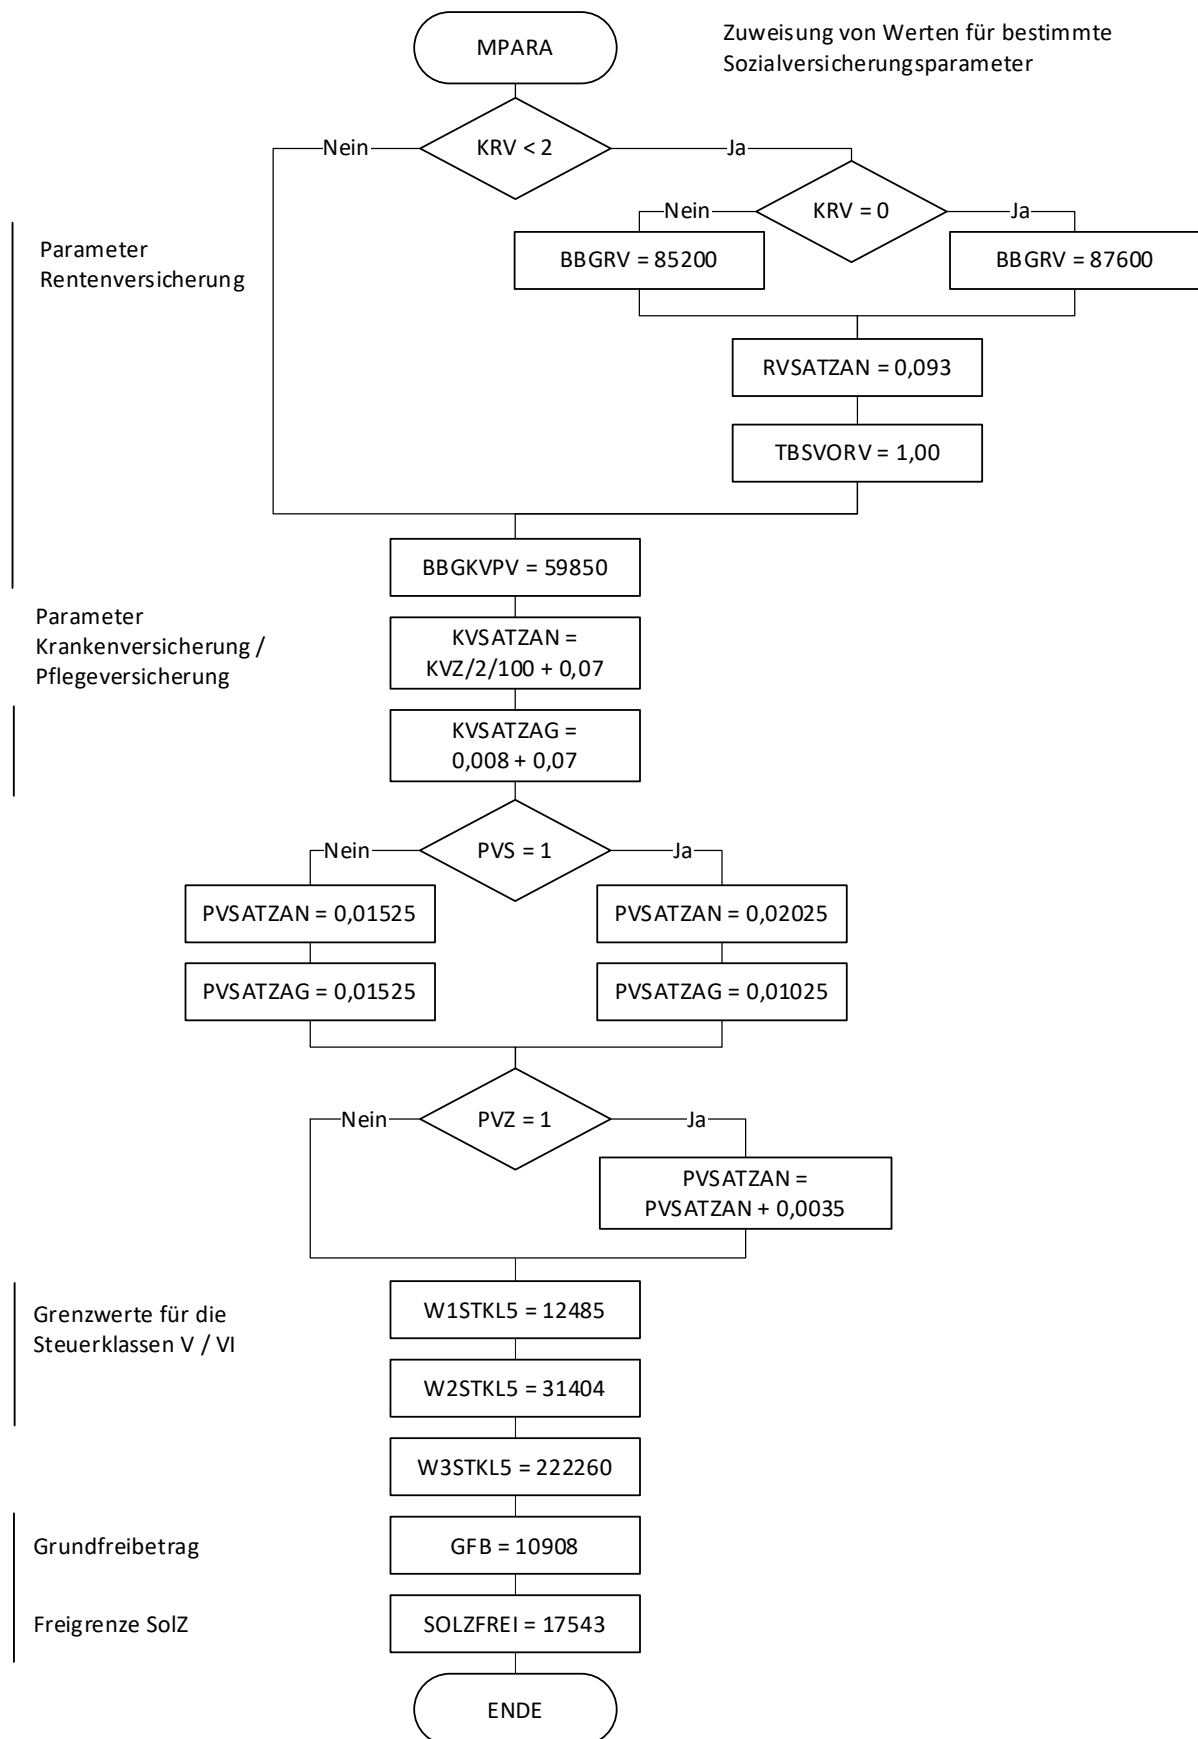 MPARA
Zuweisung von Werten für bestimmte
Sozialversicherungsparameter
Nein
KRV < 2
Ja
Nein
KRV = 0
Ja
Parameter
Rentenversicherung
BBGRV = 85200
BBGRV = 87600
RVSATZAN = 0,093
TBSVORV = 1,00
BBGKVPV = 59850
Parameter
Krankenversicherung /
Pflegeversicherung
KVSATZAN =
KVZ/2/100 + 0,07
KVSATZAG =
0,008 + 0,07
Nein
PVS = 1
Ja
PVSATZAN = 0,01525
PVSATZAN = 0,02025
PVSATZAG = 0,01525
PVSATZAG = 0,01025
Nein
PVZ = 1
Ja
PVSATZAN =
PVSATZAN + 0,0035
Grenzwerte für die
Steuerklassen V / VI
W1STKL5 = 12485
W2STKL5 = 31404
W3STKL5 = 222260
Grundfreibetrag
GFB = 10908
Freigrenze SolZ
SOLZFREI = 17543
ENDE